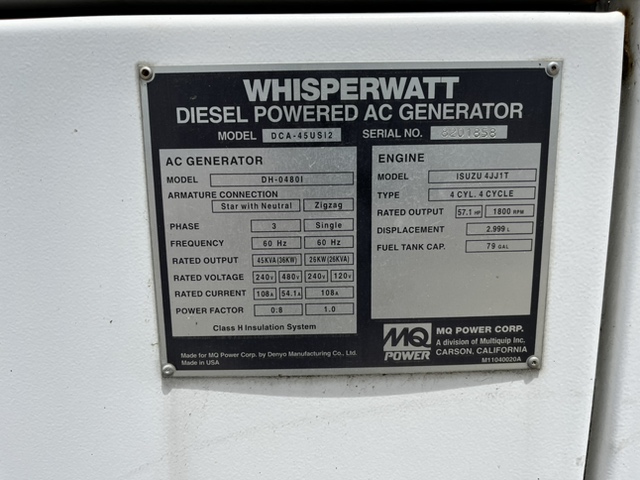 WHISPERWATT
DIESEL POWERED AC GENERATOR
MODEL DCA-45USI2 SERIAL NO. 8201858
AC GENERATOR
MODEL DH-0480I
ARMATURE CONNECTION
Star with Neutral Zigzag
PHASE 3 Single
FREQUENCY 60 Hz 60 Hz
RATED OUTPUT 45KVA(36KW) 26KW(26KVA)
RATED VOLTAGE 240V 480V 240V 120V
RATED CURRENT 108A 54.1A 108A
POWER FACTOR 0.8 1.0
Class H Insulation System
ENGINE
MODEL ISUZU 4JJ1T
TYPE 4 CYL. 4 CYCLE
RATED OUTPUT 57.1 HP 1800 RPM
DISPLACEMENT 2.999 L
FUEL TANK CAP. 79 GAL
Made for MQ Power Corp. by Denyo Manufacturing Co., Ltd.
Made in USA
MQ
POWER
MQ POWER CORP.
A division of Multiquip Inc.
CARSON, CALIFORNIA
M11040020A